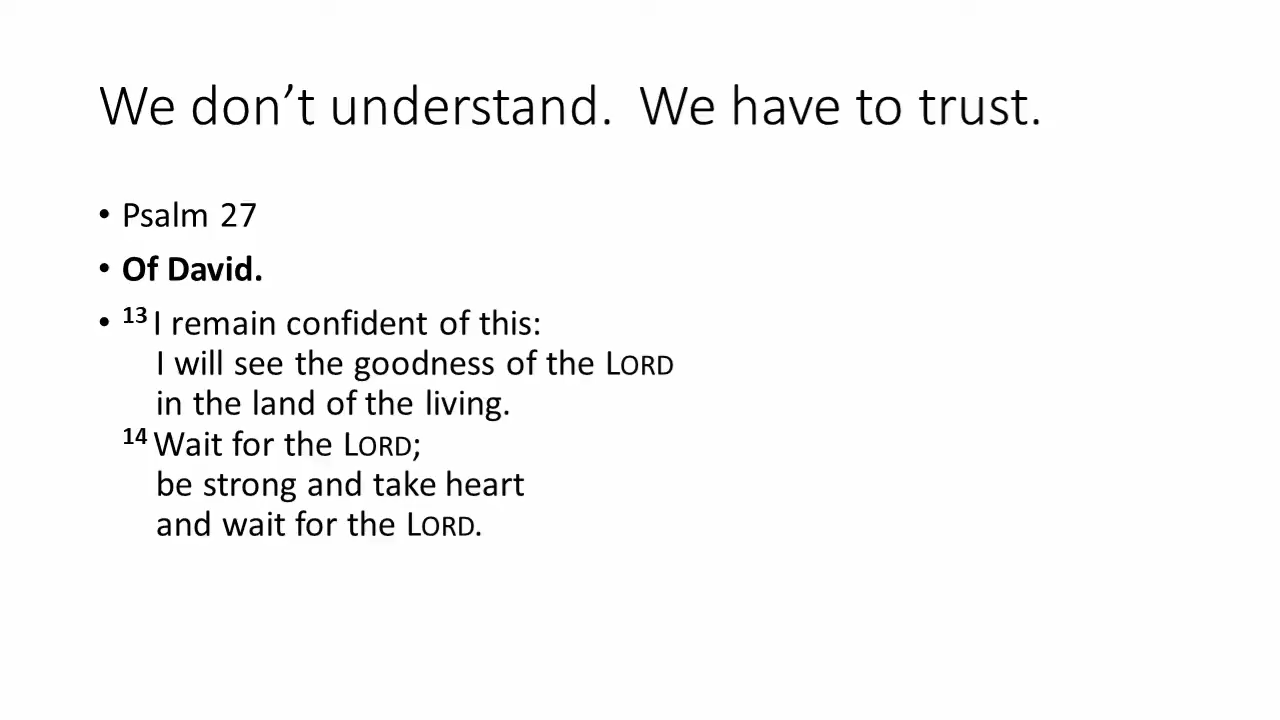 We don’t understand.  We have to trust.
• Psalm 27
• Of David.
• 13 I remain confident of this:
I will see the goodness of the LORD
in the land of the living.
14 Wait for the LORD;
be strong and take heart
and wait for the LORD.